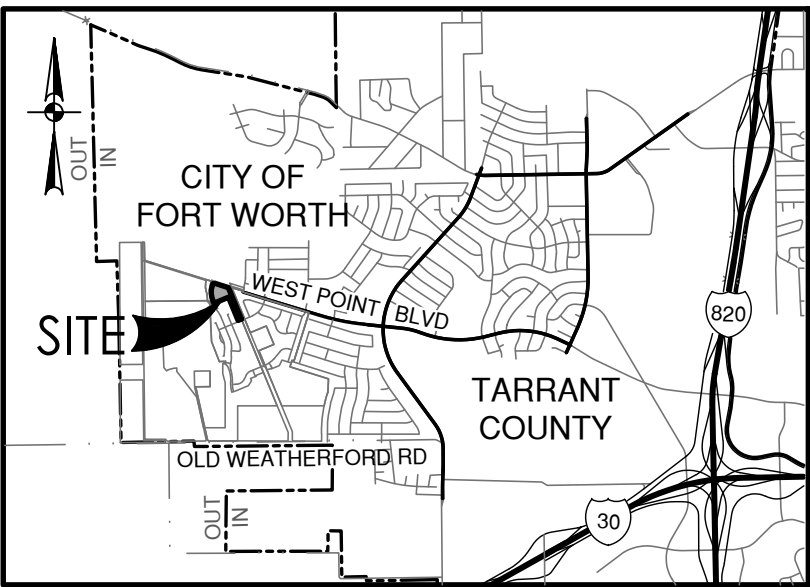 OUT
IN
CITY OF
FORT WORTH
WEST POINT BLVD
820
SITE
TARRANT
COUNTY
OLD WEATHERFORD RD
OUT
IN
30